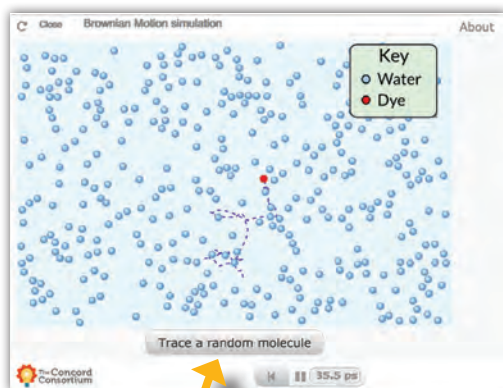 Close Brownian Motion simulation
About
Key
Water
Dye
Trace a random molecule
The Concord
Consortium
35.5 ps